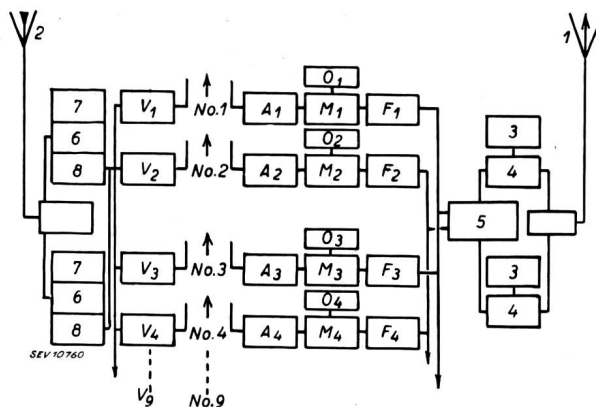 2
1
O1
7 V1 No.1 A1 M1 F1
6
O2
3
8 V2 No.2 A2 M2 F2
4
5
O3
7 V3 No.3 A3 M3 F3
3
6
O4
4
8 V4 No.4 A4 M4 F4
SEV 10760
V9 No.9